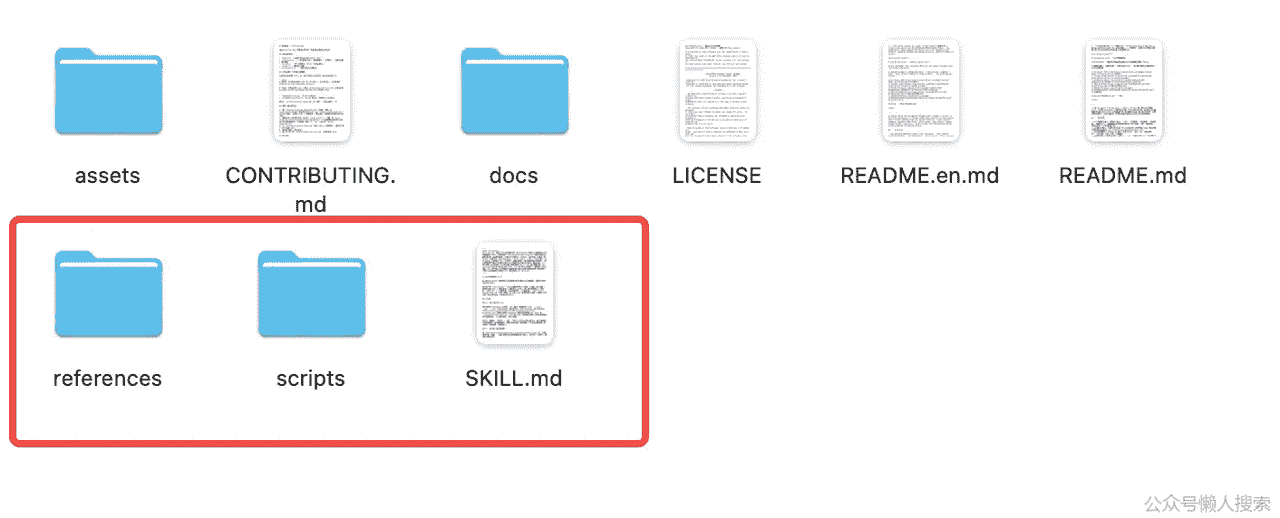 assets
CONTRIBUTING.
md
docs
LICENSE
README.en.md
README.md
references
scripts
SKILL.md
公众号懒人搜索